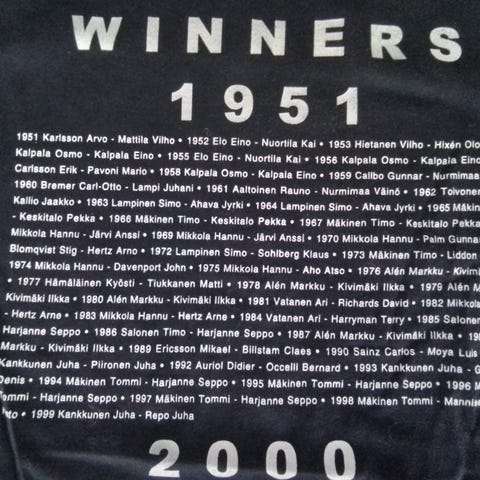 WINNERS
1951
1951 Karlsson Arvo - Mattila Vilho • 1952 Elo Eino - Nuortila Kai • 1953 Hietanen Vilho - Hixén Olo
Kalpala Osmo - Kalpala Eino • 1955 Elo Eino - Nuortila Kai • 1956 Kalpala Osmo - Kalpala Eino
Carlsson Erik - Pavoni Mario • 1958 Kalpala Osmo - Kalpala Eino • 1959 Callbo Gunnar - Nurmimaa
1960 Bremer Carl-Otto - Lampi Juhani • 1961 Aaltoinen Rauno - Nurmimaa Väinö • 1962 Toivonen
Kallio Jaakko • 1963 Lampinen Simo - Ahava Jyrki • 1964 Lampinen Simo - Ahava Jyrki • 1965 Mäkin
- Keskitalo Pekka • 1966 Mäkinen Timo - Keskitalo Pekka • 1967 Mäkinen Timo - Keskitalo Pekka
Mikkola Hannu - Järvi Anssi • 1969 Mikkola Hannu - Järvi Anssi • 1970 Mikkola Hannu - Palm Gunnar
Blomqvist Stig - Hertz Arno • 1972 Lampinen Simo - Sohlberg Klaus • 1973 Mäkinen Timo - Liddon
1974 Mikkola Hannu - Davenport John • 1975 Mikkola Hannu - Aho Atso • 1976 Alén Markku - Kivimä
• 1977 Hämäläinen Kyösti - Tiukkanen Matti • 1978 Alén Markku - Kivimäki Ilkka • 1979 Alén M
Kivimäki Ilkka • 1980 Alén Markku - Kivimäki Ilkka • 1981 Vatanen Ari - Richards David • 1982 Mikkol
- Hertz Arne • 1983 Mikkola Hannu - Hertz Arne • 1984 Vatanen Ari - Harryman Terry • 1985 Salonen
Harjanne Seppo • 1986 Salonen Timo - Harjanne Seppo • 1987 Alén Markku - Kivimäki Ilkka • 198
Markku - Kivimäki Ilkka • 1989 Ericsson Mikael - Billstam Claes • 1990 Sainz Carlos - Moya Luis
Kankkunen Juha - Piironen Juha • 1992 Auriol Didier - Occelli Bernard • 1993 Kankkunen Juha - G
Denis • 1994 Mäkinen Tommi - Harjanne Seppo • 1995 Mäkinen Tommi - Harjanne Seppo • 1996 M
ommi - Harjanne Seppo • 1997 Mäkinen Tommi - Harjanne Seppo • 1998 Mäkinen Tommi - Mannise
• 1999 Kankkunen Juha - Repo Juha
2000